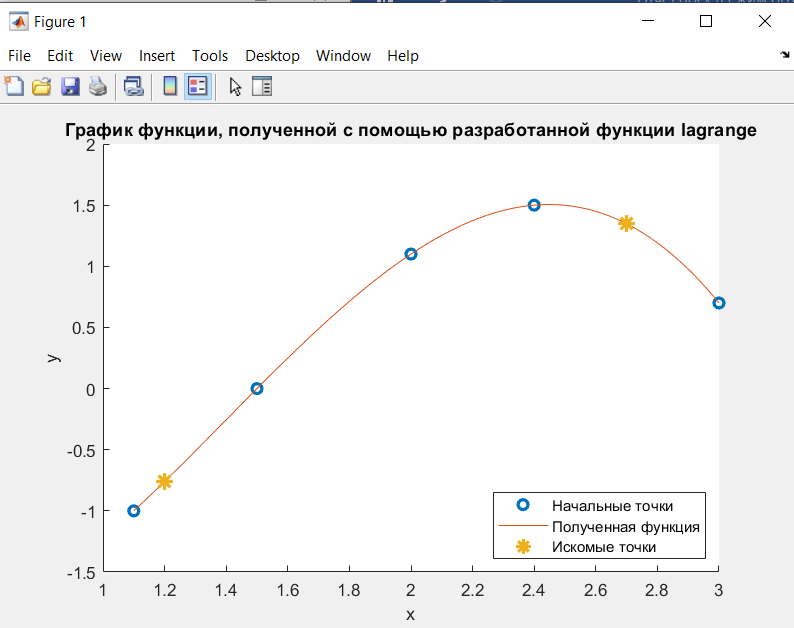 Figure 1
File Edit View Insert Tools Desktop Window Help
График функции, полученной с помощью разработанной функции lagrange
2
1.5
1
0.5
0
-0.5
-1
-1.5
y
1 1.2 1.4 1.6 1.8 2 2.2 2.4 2.6 2.8 3
x
Начальные точки
Полученная функция
Искомые точки